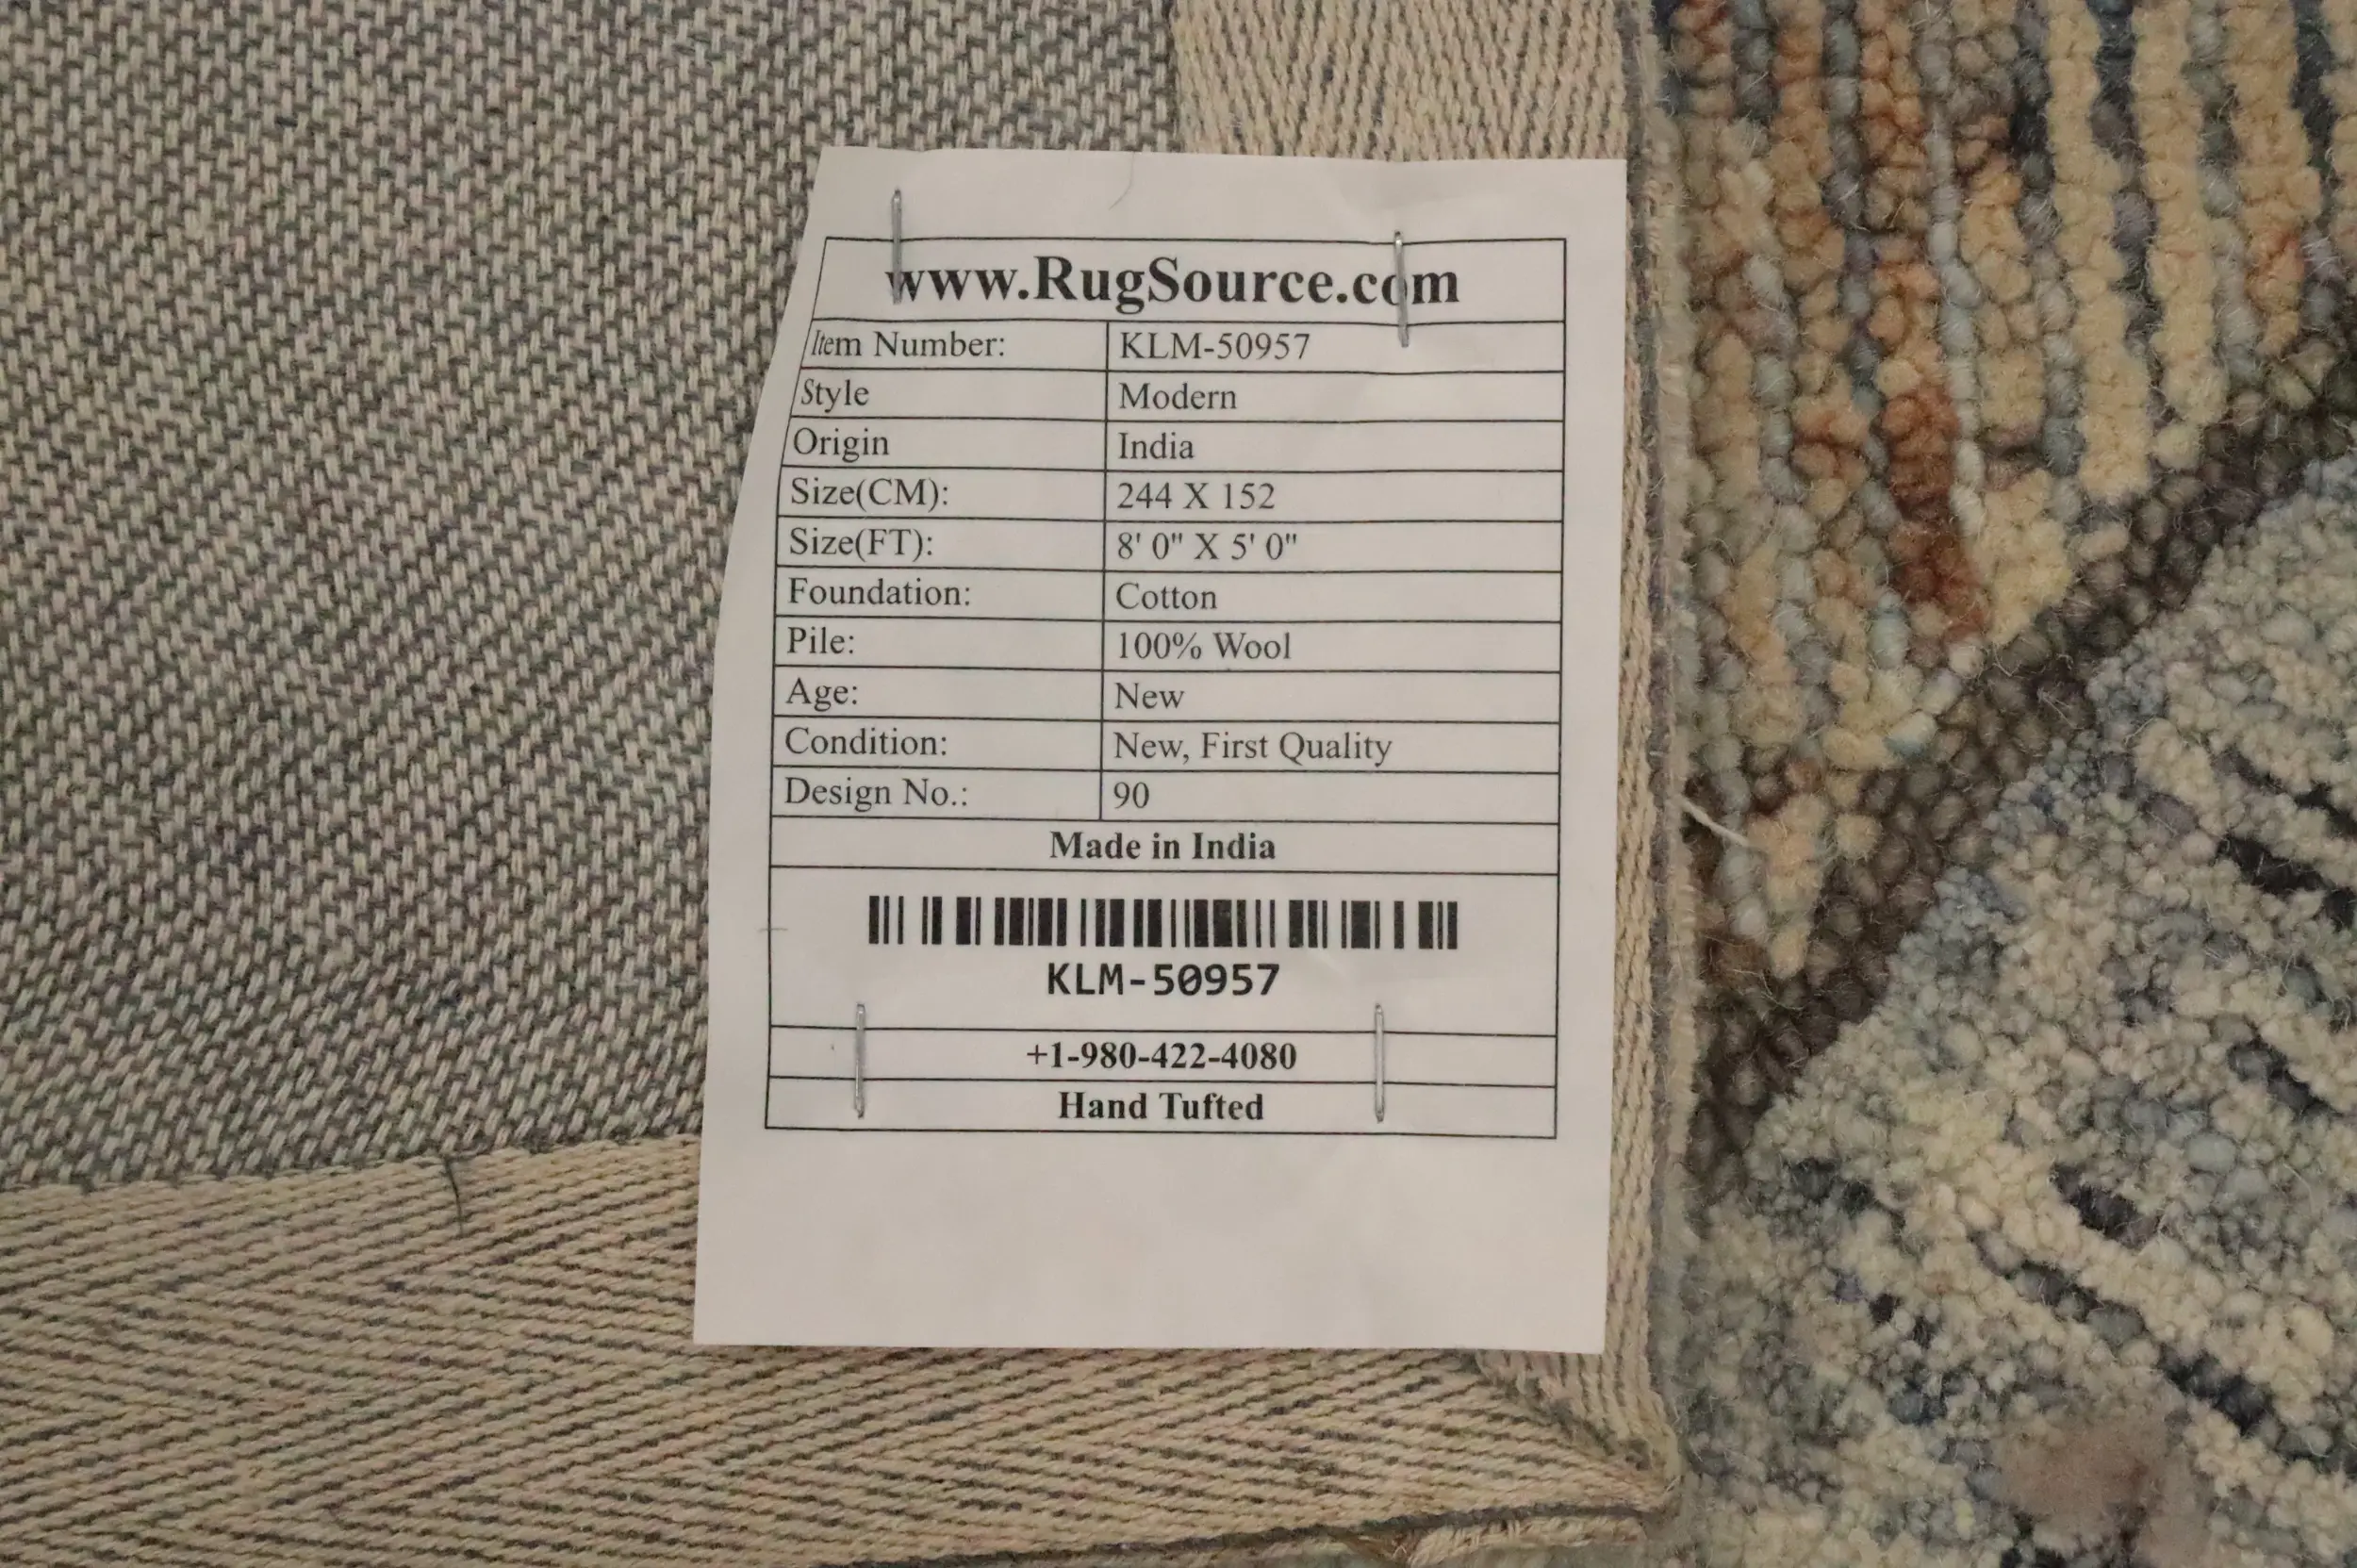 www.RugSource.com
Item Number: KLM-50957
Style Modern
Origin India
Size(CM): 244 X 152
Size(FT): 8' 0" X 5' 0"
Foundation: Cotton
Pile: 100% Wool
Age: New
Condition: New, First Quality
Design No.: 90
Made in India
KLM-50957
+1-980-422-4080
Hand Tufted